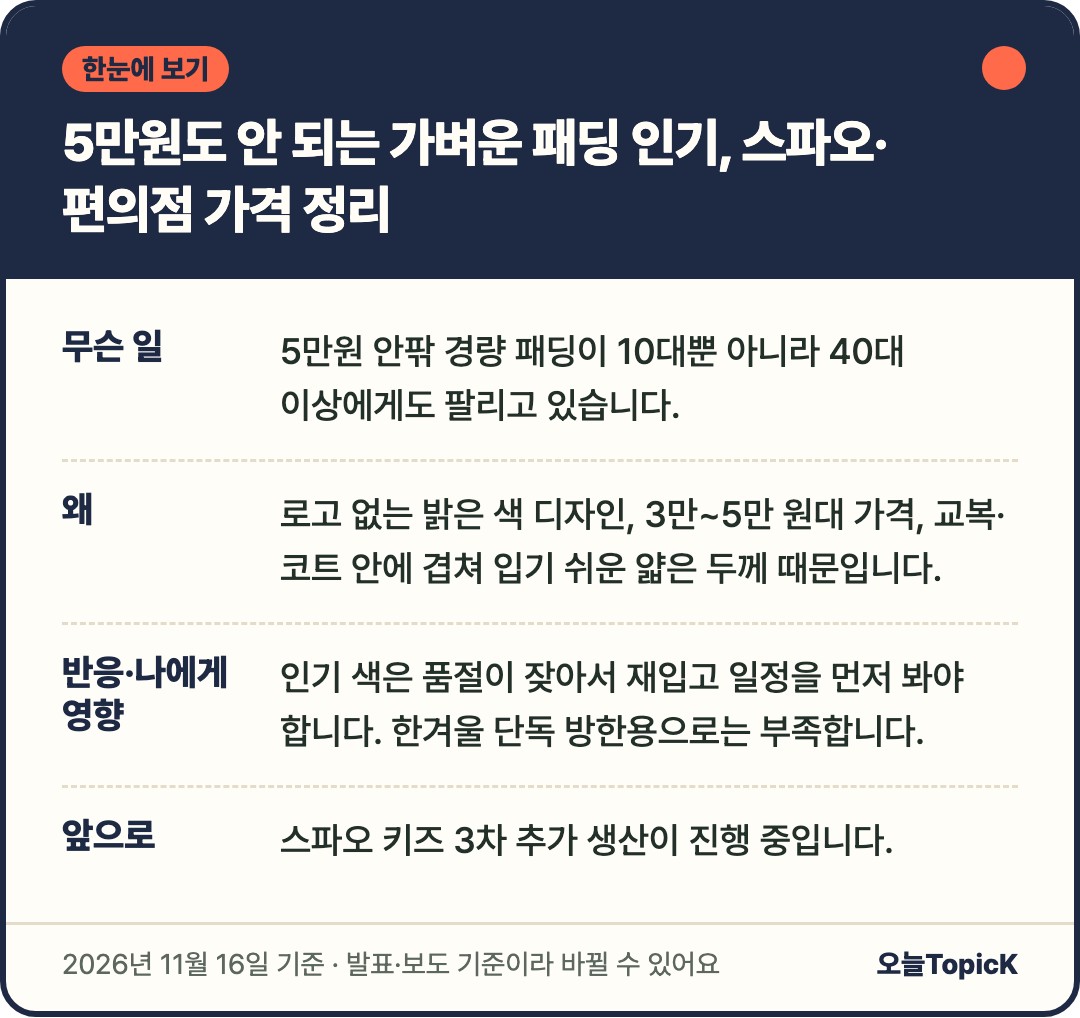 한눈에 보기
5만원도 안 되는 가벼운 패딩 인기, 스파오·
편의점 가격 정리
무슨 일
5만원 안팎 경량 패딩이 10대뿐 아니라 40대
이상에게도 팔리고 있습니다.
왜
로고 없는 밝은 색 디자인, 3만~5만 원대 가격, 교복·
코트 안에 겹쳐 입기 쉬운 얇은 두께 때문입니다.
반응·나에게
영향
인기 색은 품절이 잦아서 재입고 일정을 먼저 봐야
합니다. 한겨울 단독 방한용으로는 부족합니다.
앞으로
스파오 키즈 3차 추가 생산이 진행 중입니다.
2026년 11월 16일 기준 · 발표·보도 기준이라 바뀔 수 있어요
오늘TopicK